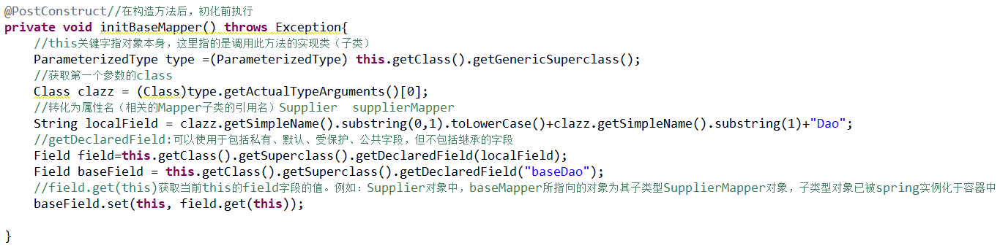 @PostConstruct//在构造方法后，初化前执行
private void initBaseMapper() throws Exception{
//this关键字指对象本身，这里指的是调用此方法的实现类（子类）
ParameterizedType type =(ParameterizedType) this.getClass().getGenericSuperclass();
//获取第一个参数的class
Class clazz = (Class)type.getActualTypeArguments()[0];
//转化为属性名（相关的Mapper子类的引用名）Supplier  supplierMapper
String localField = clazz.getSimpleName().substring(0,1).toLowerCase()+clazz.getSimpleName().substring(1)+"Dao";
//getDeclaredField:可以使用于包括私有、默认、受保护、公共字段，但不包括继承的字段
Field field=this.getClass().getSuperclass().getDeclaredField(localField);
Field baseField = this.getClass().getSuperclass().getDeclaredField("baseDao");
//field.get(this)获取当前this的field字段的值。例如：Supplier对象中，baseMapper所指向的对象为其子类型SupplierMapper对象，子类型对象已被spring实例化于容器中
baseField.set(this, field.get(this));
}